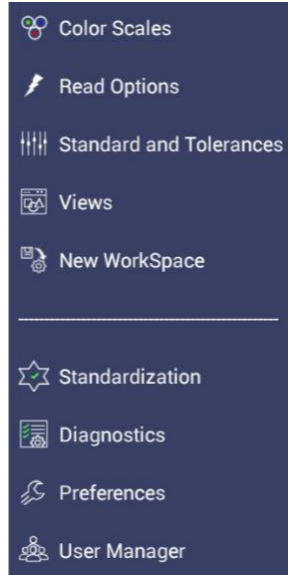 Color Scales
Read Options
Standard and Tolerances
Views
New WorkSpace
Standardization
Diagnostics
Preferences
User Manager